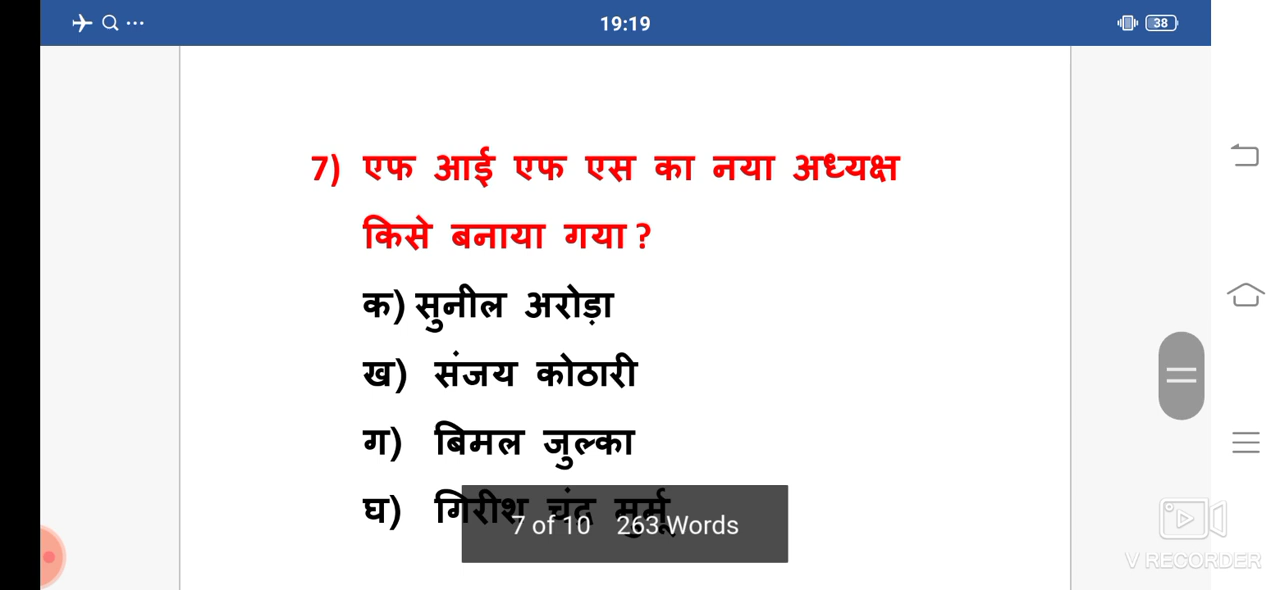 19:19
38
7) एफ आई एफ एस का नया अध्यक्ष
किसे बनाया गया ?
क) सुनील अरोड़ा
ख) संजय कोठारी
ग) बिमल जुल्का
घ) गिरीश चंद्र मुर्मू
7 of 10 263 Words
V RECORDER